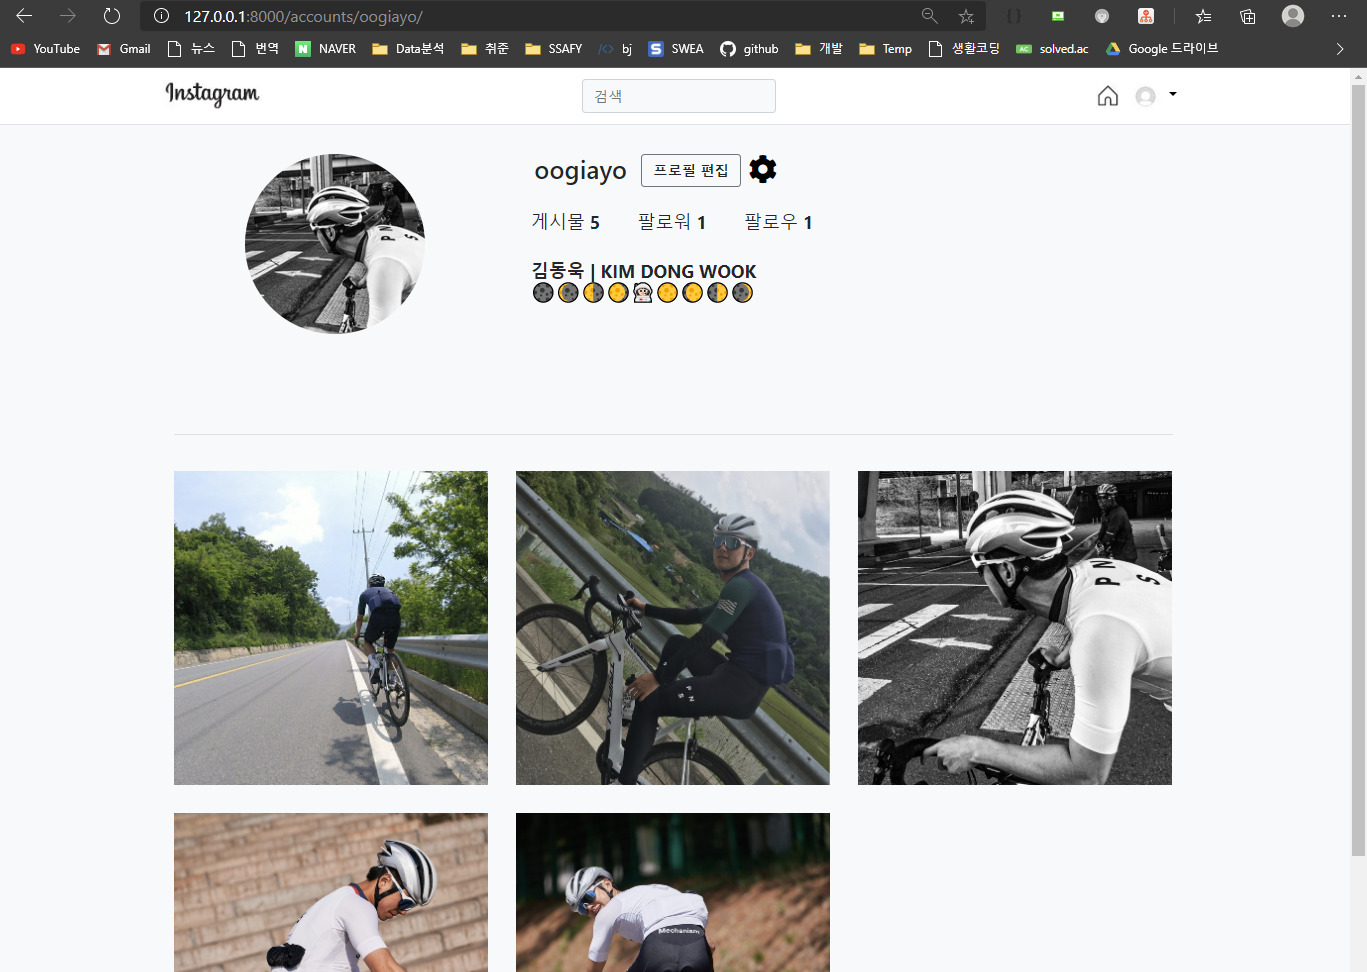 127.0.0.1:8000/accounts/oogiayo/
YouTube Gmail 뉴스 번역 NAVER Data분석 취준 SSAFY bj SWEA github 개발 Temp 생활코딩 solved.ac Google 드라이브
Instagram 검색
oogiayo 프로필 편집
게시물 5 팔로워 1 팔로우 1
김동욱 | KIM DONG WOOK
P N S
P N S
Mechanism